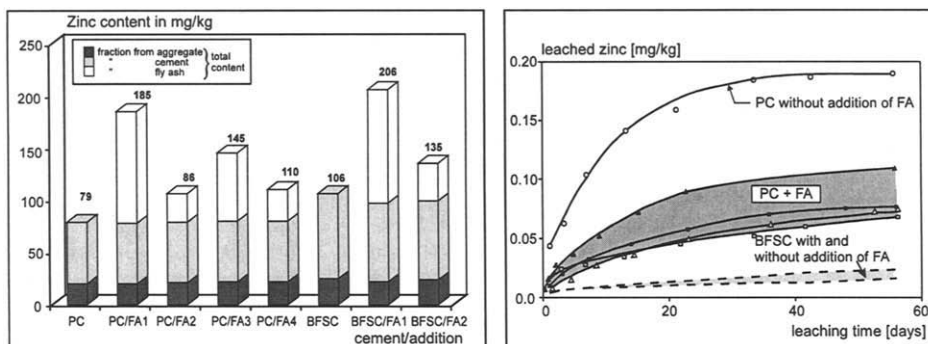 Zinc content in mg/kg
250
200
150
100
50
0
fraction from aggregate
" cement
" fly ash
total
content
79
185
86
145
110
106
206
135
PC
PC/FA1
PC/FA2
PC/FA3
PC/FA4
BFSC
BFSC/FA1
BFSC/FA2
cement/addition
leached zinc [mg/kg]
0.20
0.15
0.10
0.05
0.0
PC without addition of FA
PC + FA
BFSC with and
without addition of FA
0
20
40
60
leaching time [days]